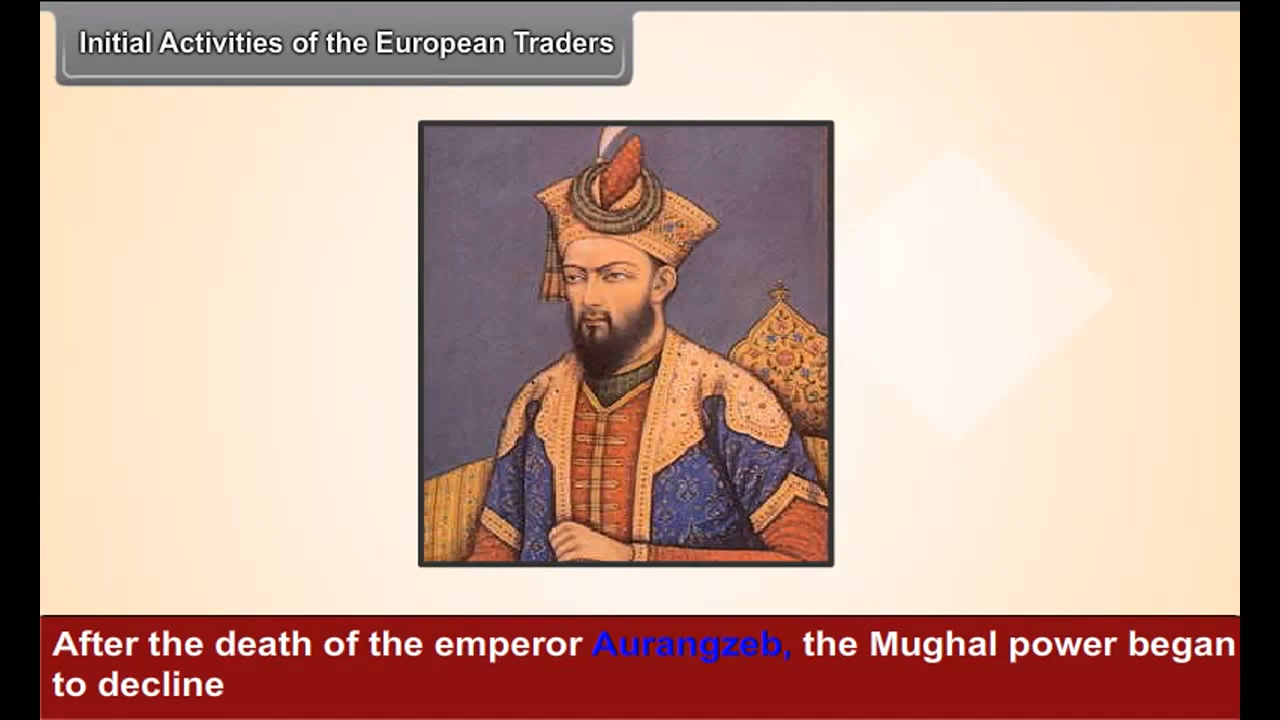 Initial Activities of the European Traders
After the death of the emperor Aurangzeb, the Mughal power began
to decline